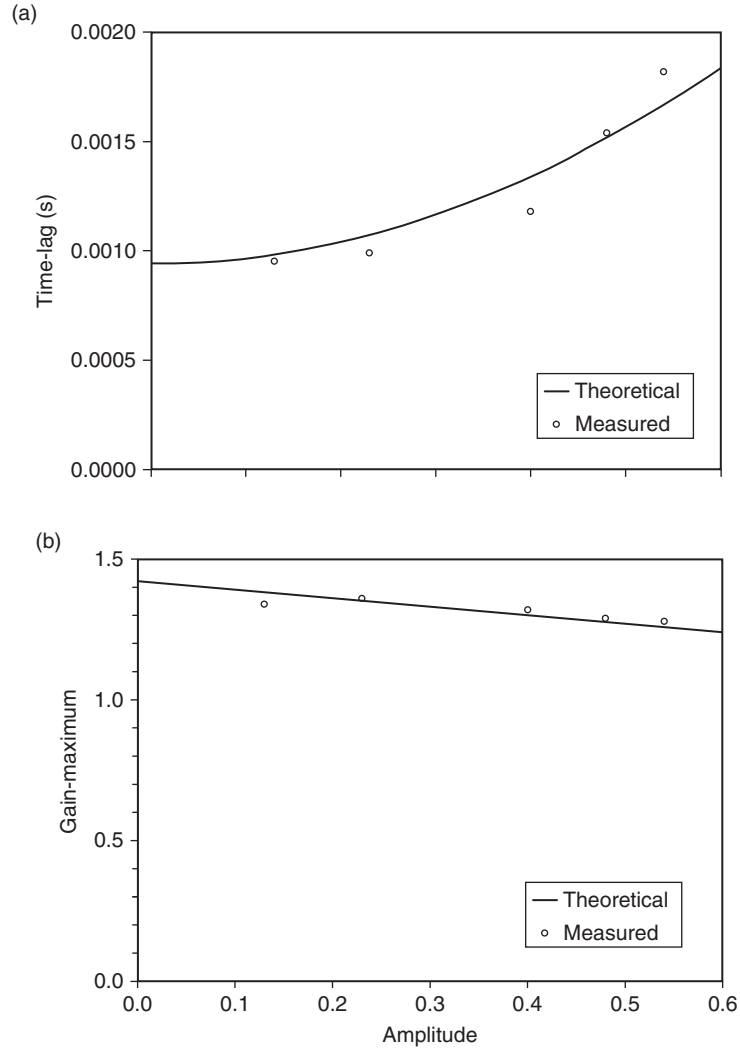 (a)
0.0020
0.0015
0.0010
0.0005
0.0000
Time-lag (s)
Theoretical
Measured
(b)
1.5
1.0
0.5
0.0
Gain-maximum
Theoretical
Measured
0.0 0.1 0.2 0.3 0.4 0.5 0.6
Amplitude